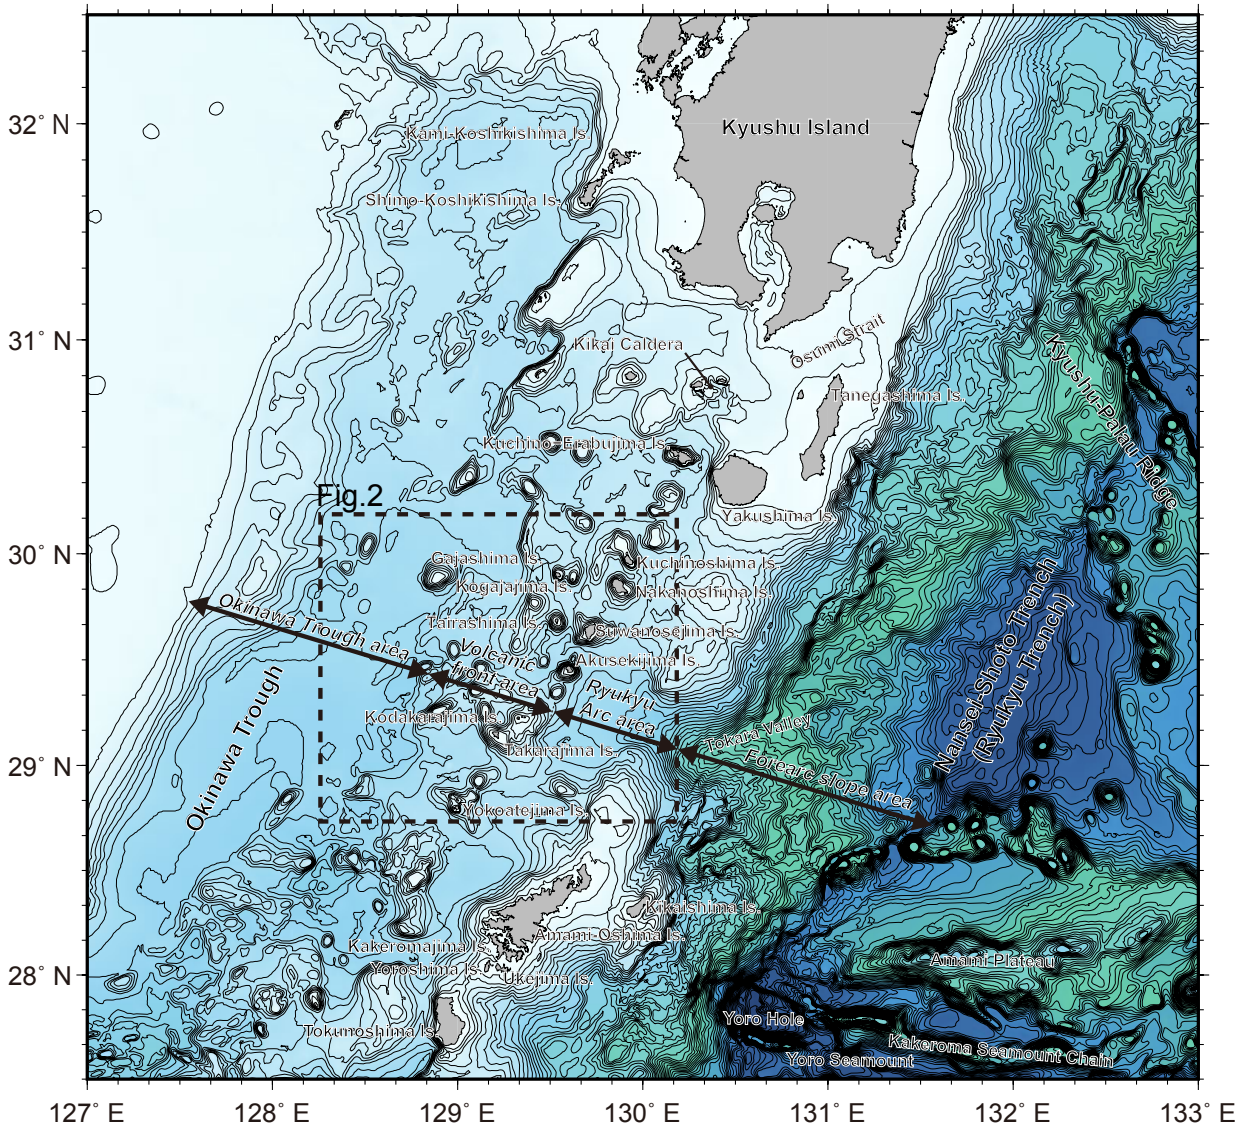 32° N
Kami-Koshikishima Is.
Kyushu Island
Shimo-Koshikishima Is.
31° N
Kikai Caldera
Osumi Strait
Kyushu-Palau Ridge
Tanegashima Is.
Kuchino-Erabujima Is.
Fig.2
Yakushima Is.
30° N
Gajashima Is.
Kuchinoshima Is.
Kogajajima Is.
Nakanoshima Is.
Okinawa Trough area
Tairashima Is.
Suwanosejima Is.
Volcanic
front area
Akusekijima Is.
Ryukyu
Arc area
Nansei-Shoto Trench
(Ryukyu Trench)
Okinawa Trough
Kodakarajima Is.
Takarajima Is.
Tokara Valley
29° N
Forearc slope area
Yokoatejima Is.
Kikaishima Is.
Amami-Oshima Is.
Kakeromajima Is.
Yoroshima Is.
Ukejima Is.
Amami Plateau
28° N
Tokunoshima Is.
Yoro Hole
Kakeroma Seamount Chain
Yoro Seamount
127° E
128° E
129° E
130° E
131° E
132° E
133° E